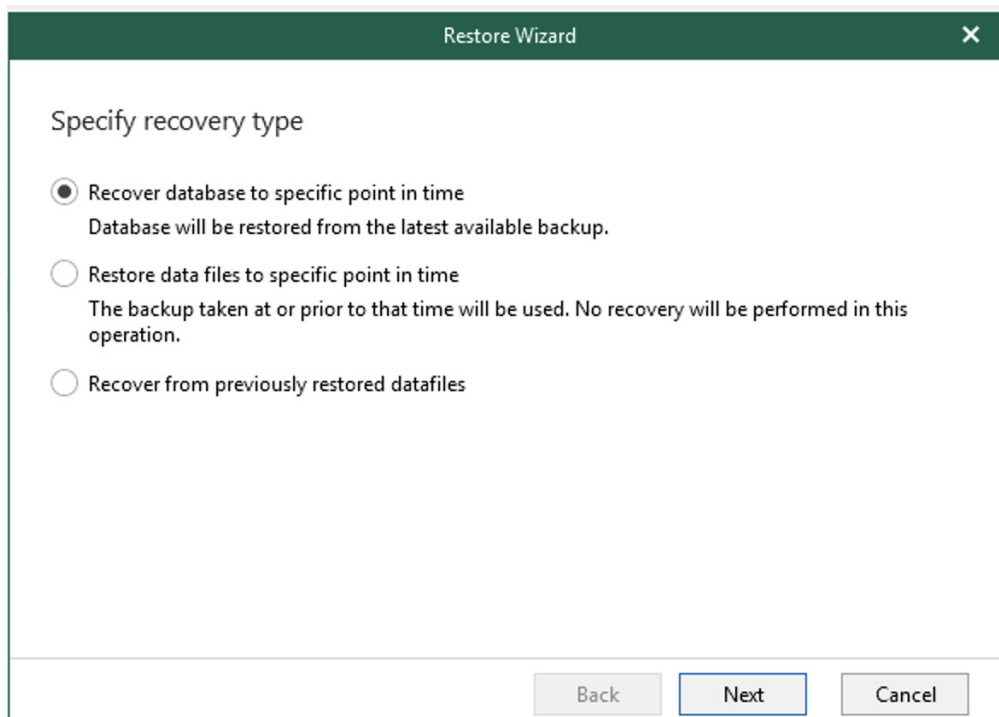 Restore Wizard
Specify recovery type
Recover database to specific point in time
Database will be restored from the latest available backup.
Restore data files to specific point in time
The backup taken at or prior to that time will be used. No recovery will be performed in this
operation.
Recover from previously restored datafiles
Back
Next
Cancel